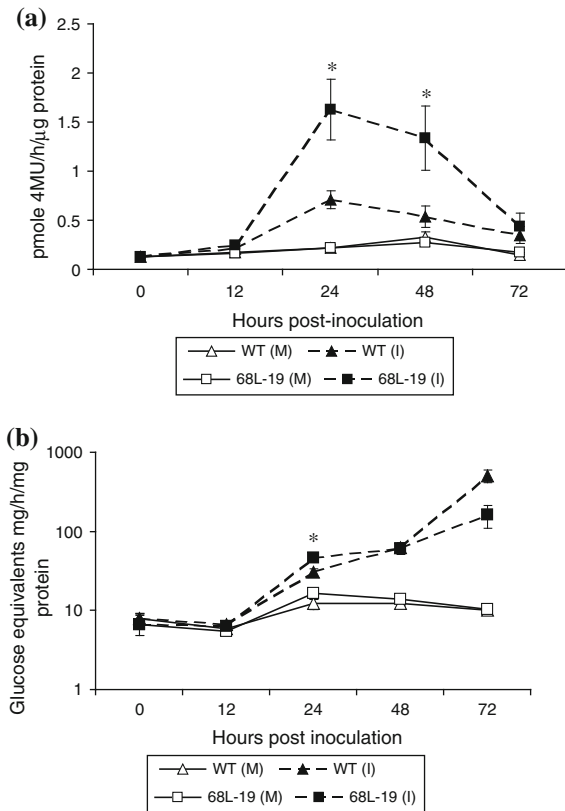 (a)
pmole 4MU/h/µg protein
2.5
2
1.5
1
0.5
0
*
*
0 12 24 48 72
Hours post-inoculation
WT (M) WT (I)
68L-19 (M) 68L-19 (I)
(b)
Glucose equivalents mg/h/mg
protein
1000
100
10
1
*
0 12 24 48 72
Hours post inoculation
WT (M) WT (I)
68L-19 (M) 68L-19 (I)